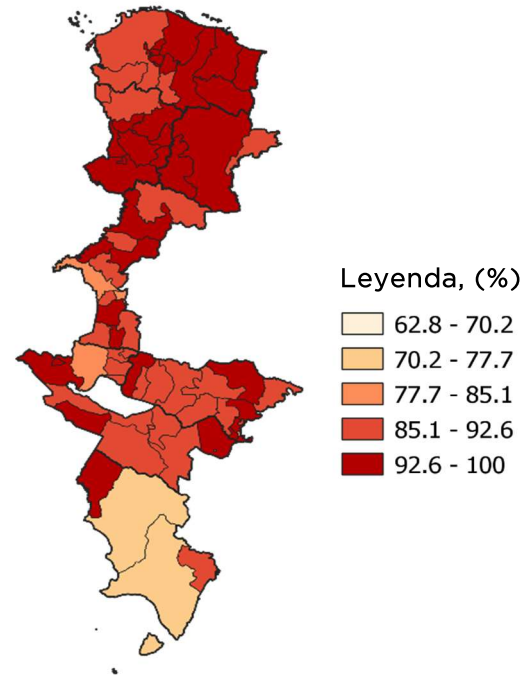 Leyenda, (%)
62.8 - 70.2
70.2 - 77.7
77.7 - 85.1
85.1 - 92.6
92.6 - 100